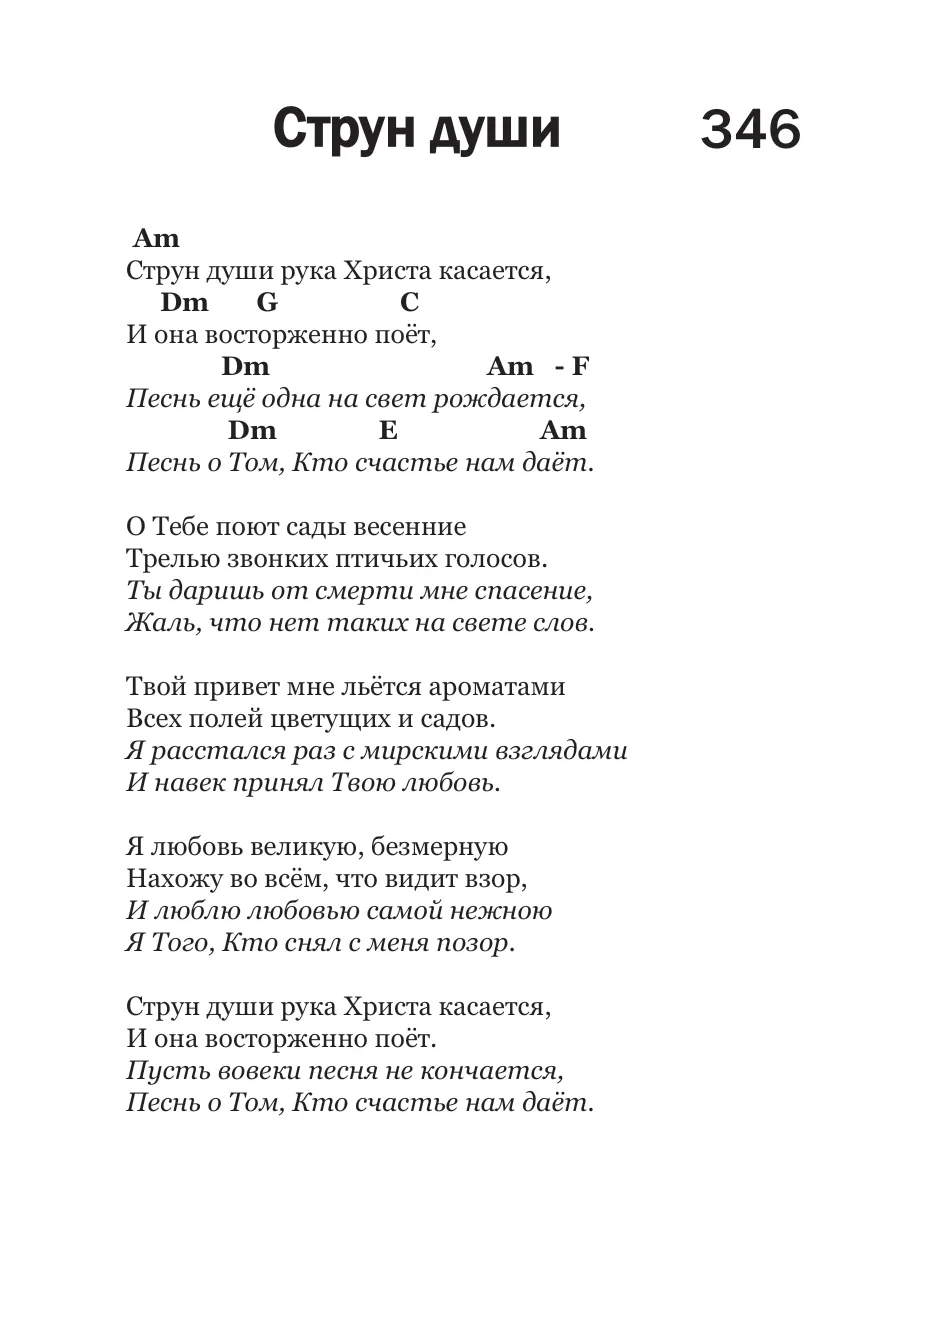 Струн души 346
Am
Струн души рука Христа касается,
Dm G C
И она восторженно поёт,
Dm Am - F
Песнь ещё одна на свет рождается,
Dm E Am
Песнь о Том, Кто счастье нам даёт.
О Тебе поют сады весенние
Трелью звонких птичьих голосов.
Ты даришь от смерти мне спасение,
Жаль, что нет таких на свете слов.
Твой привет мне льётся ароматами
Всех полей цветущих и садов.
Я расстался раз с мирскими взглядами
И навек принял Твою любовь.
Я любовь великую, безмерную
Нахожу во всём, что видит взор,
И люблю любовью самой нежною
Я Того, Кто снял с меня позор.
Струн души рука Христа касается,
И она восторженно поёт.
Пусть вовеки песня не кончается,
Песнь о Том, Кто счастье нам даёт.